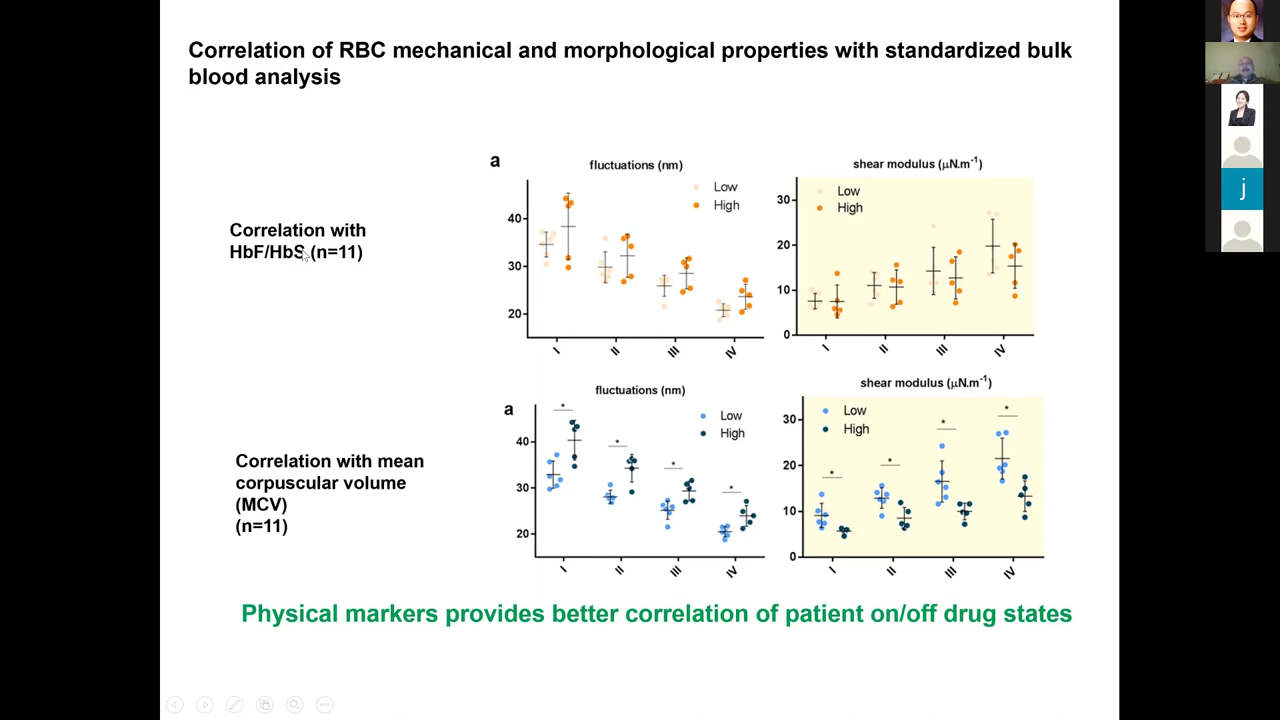 Correlation of RBC mechanical and morphological properties with standardized bulk
blood analysis
a
fluctuations (nm)
Low
High
40
30
20
I
II
III
IV
shear modulus (µN.m-1)
Low
High
30
20
10
0
I
II
III
IV
Correlation with
HbF/HbS (n=11)
a
fluctuations (nm)
Low
High
40
30
20
*
*
*
*
I
II
III
IV
shear modulus (µN.m-1)
Low
High
30
20
10
0
*
*
*
*
I
II
III
IV
Correlation with mean
corpuscular volume
(MCV)
(n=11)
Physical markers provides better correlation of patient on/off drug states
j